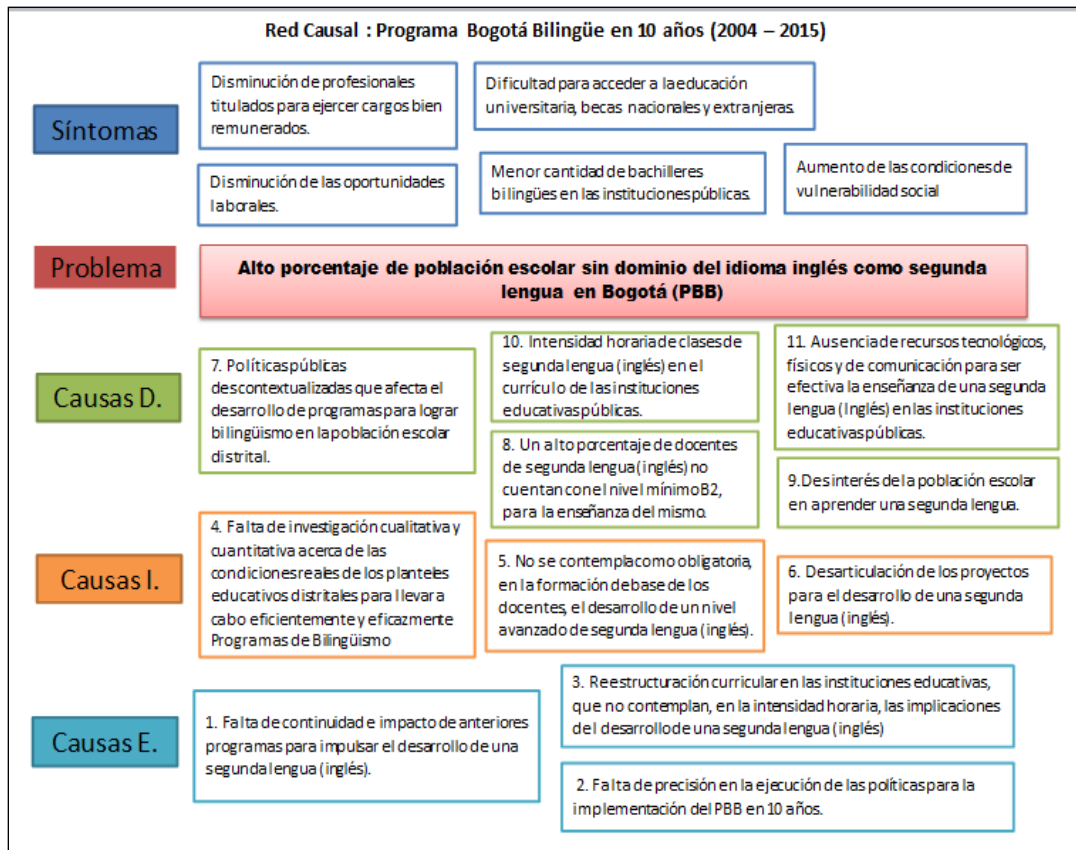 Red Causal : Programa Bogotá Bilingüe en 10 años (2004 – 2015)
Síntomas
Disminución de profesionales
titulados para ejercer cargos bien
remunerados.
Dificultad para acceder a la educación
universitaria, becas nacionales y extranjeras.
Disminución de las oportunidades
laborales.
Menor cantidad de bachilleres
bilingües en las instituciones públicas.
Aumento de las condiciones de
vulnerabilidad social
Problema
Alto porcentaje de población escolar sin dominio del idioma inglés como segunda
lengua en Bogotá (PBB)
Causas D.
7. Políticas públicas
descontextualizadas que afecta el
desarrollo de programas para lograr
bilingüismo en la población escolar
distrital.
10. Intensidad horaria de clases de
segunda lengua (inglés) en el
currículo de las instituciones
educativas públicas.
11. Ausencia de recursos tecnológicos,
físicos y de comunicación para ser
efectiva la enseñanza de una segunda
lengua (Inglés) en las instituciones
educativas públicas.
8. Un alto porcentaje de docentes
de segunda lengua (inglés) no
cuentan con el nivel mínimo B2,
para la enseñanza del mismo.
9.Desinterés de la población escolar
en aprender una segunda lengua.
Causas I.
4. Falta de investigación cualitativa y
cuantitativa acerca de las
condiciones reales de los planteles
educativos distritales para llevar a
cabo eficientemente y eficazmente
Programas de Bilingüismo
5. No se contempla como obligatoria,
en la formación de base de los
docentes, el desarrollo de un nivel
avanzado de segunda lengua (inglés).
6. Desarticulación de los proyectos
para el desarrollo de una segunda
lengua (inglés).
Causas E.
1. Falta de continuidad e impacto de anteriores
programas para impulsar el desarrollo de una
segunda lengua (inglés).
3. Reestructuración curricular en las instituciones educativas,
que no contemplan, en la intensidad horaria, las implicaciones
del desarrollo de una segunda lengua (inglés)
2. Falta de precisión en la ejecución de las políticas para la
implementación del PBB en 10 años.